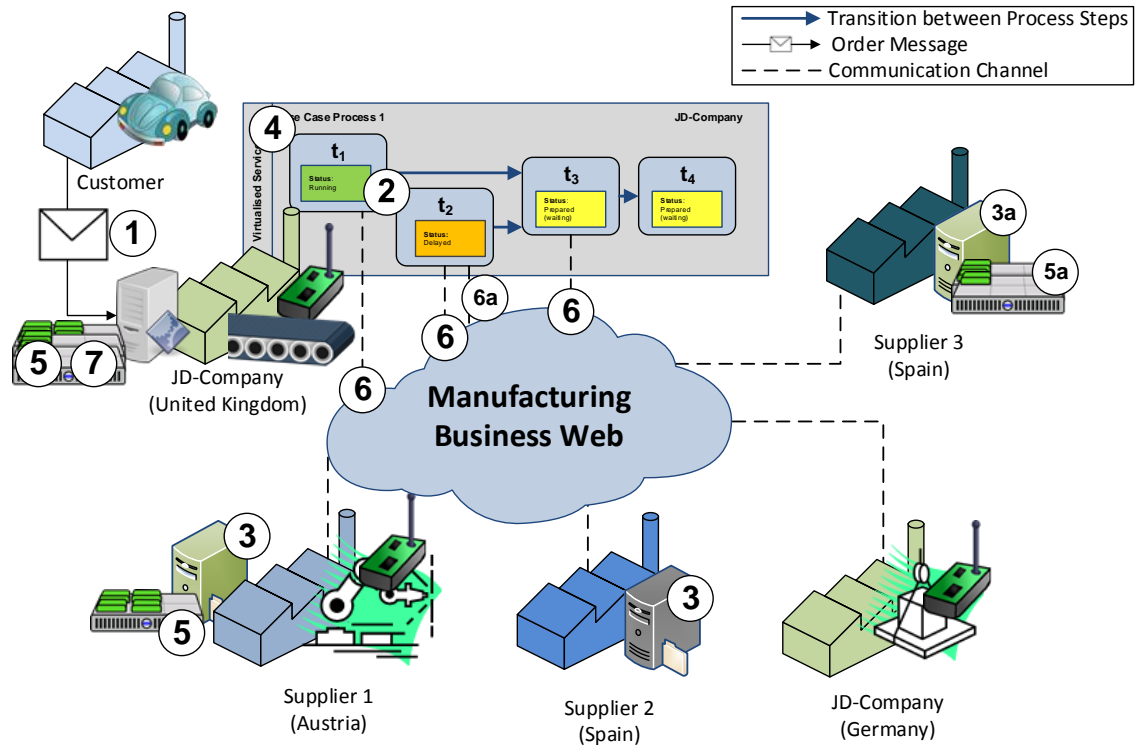 Transition between Process Steps
Order Message
Communication Channel
Customer
1
4
e Case Process 1
JD-Company
Virtualised Servic
t1
Status:
Running
2
t2
Status:
Delayed
t3
Status:
Prepared
(waiting)
t4
Status:
Prepared
(waiting)
3a
5a
Supplier 3
(Spain)
6a
6
6
6
5
7
JD-Company
(United Kingdom)
Manufacturing
Business Web
3
5
Supplier 1
(Austria)
3
Supplier 2
(Spain)
JD-Company
(Germany)